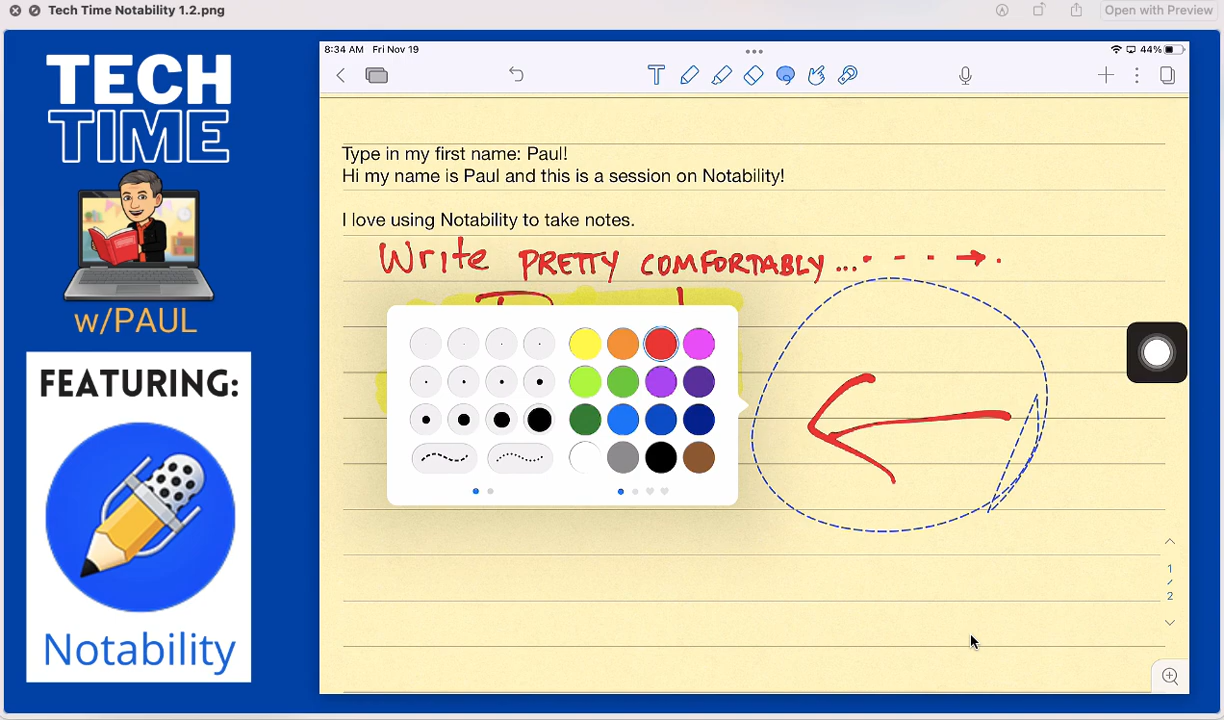 Tech Time Notability 1.2.png
Open with Preview
TECH
TIME
w/PAUL
FEATURING:
Notability
8:34 AM Fri Nov 19
44%
Type in my first name: Paul!
Hi my name is Paul and this is a session on Notability!
I love using Notability to take notes.
Write PRETTY COMFORTABLY...
1
/
2